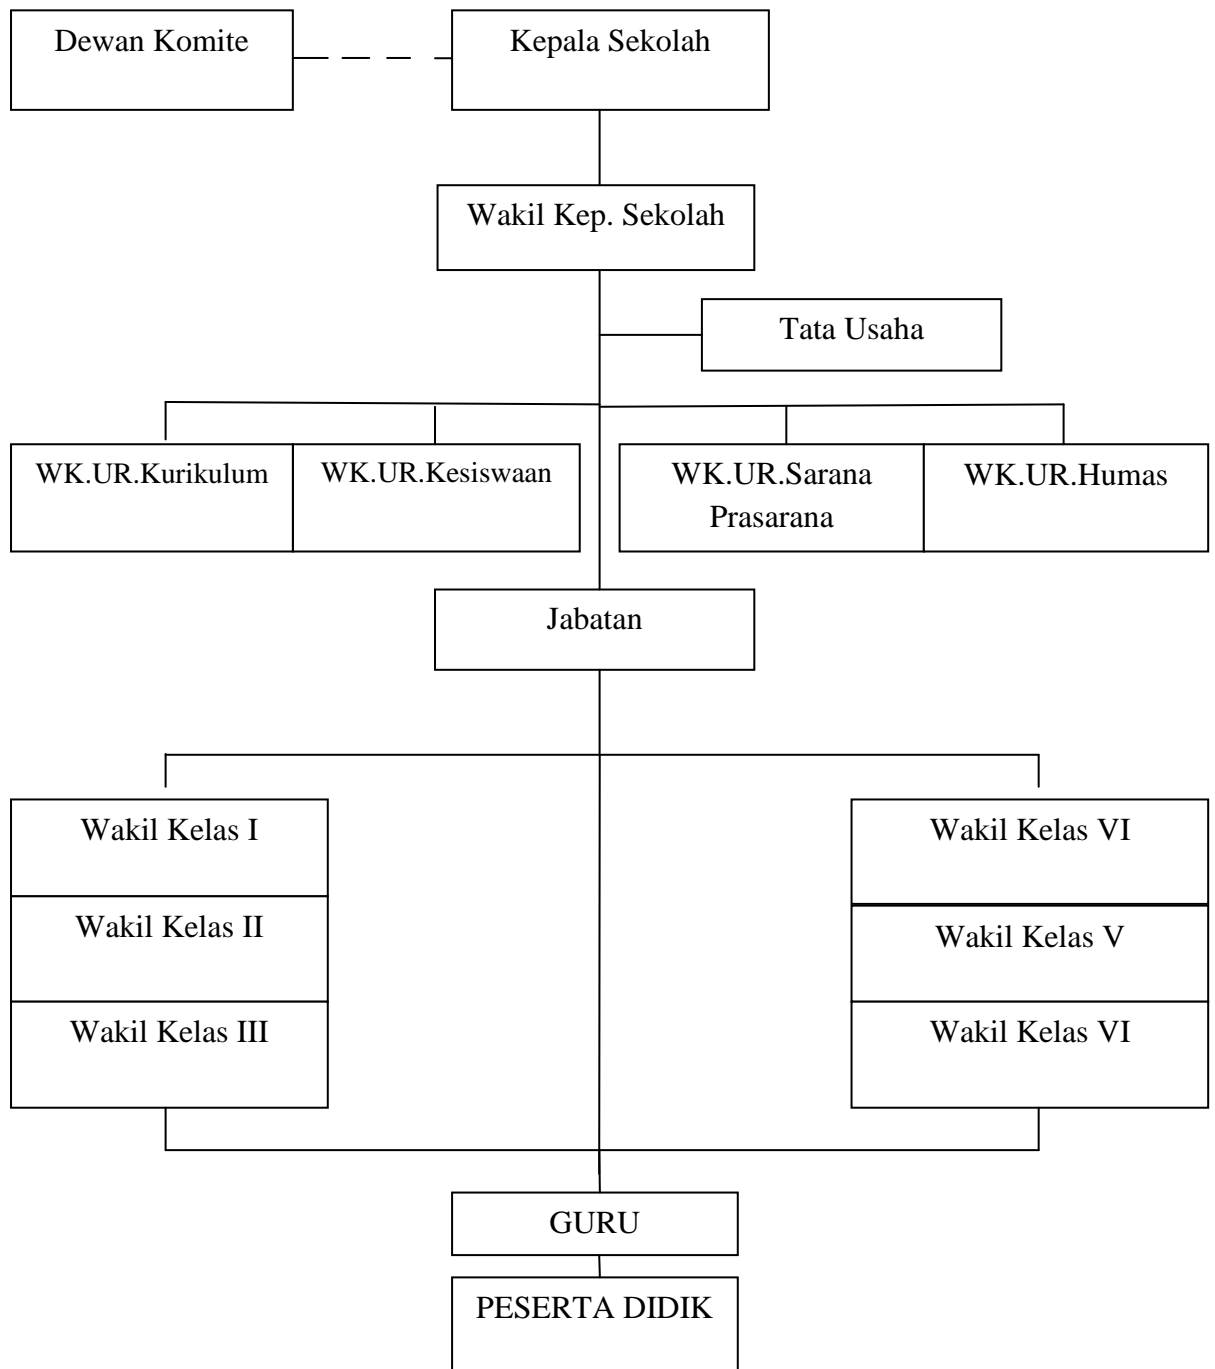 Dewan Komite
Kepala Sekolah
Wakil Kep. Sekolah
Tata Usaha
WK.UR.Kurikulum
WK.UR.Kesiswaan
WK.UR.Sarana
Prasarana
WK.UR.Humas
Jabatan
Wakil Kelas I
Wakil Kelas II
Wakil Kelas III
Wakil Kelas VI
Wakil Kelas V
Wakil Kelas VI
GURU
PESERTA DIDIK